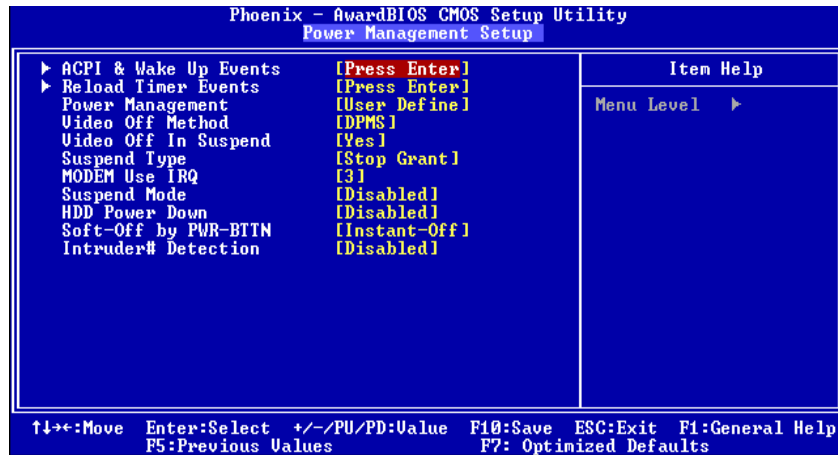 Phoenix - AwardBIOS CMOS Setup Utility
Power Management Setup
ACPI & Wake Up Events [Press Enter]
Reload Timer Events [Press Enter]
Power Management [User Define]
Video Off Method [DPMS]
Video Off In Suspend [Yes]
Suspend Type [Stop Grant]
MODEM Use IRQ [3]
Suspend Mode [Disabled]
HDD Power Down [Disabled]
Soft-Off by PWR-BTTN [Instant-Off]
Intruder# Detection [Disabled]
Item Help
Menu Level
↑↓→←:Move Enter:Select +/-/PU/PD:Value F10:Save ESC:Exit F1:General Help
F5:Previous Values F7: Optimized Defaults